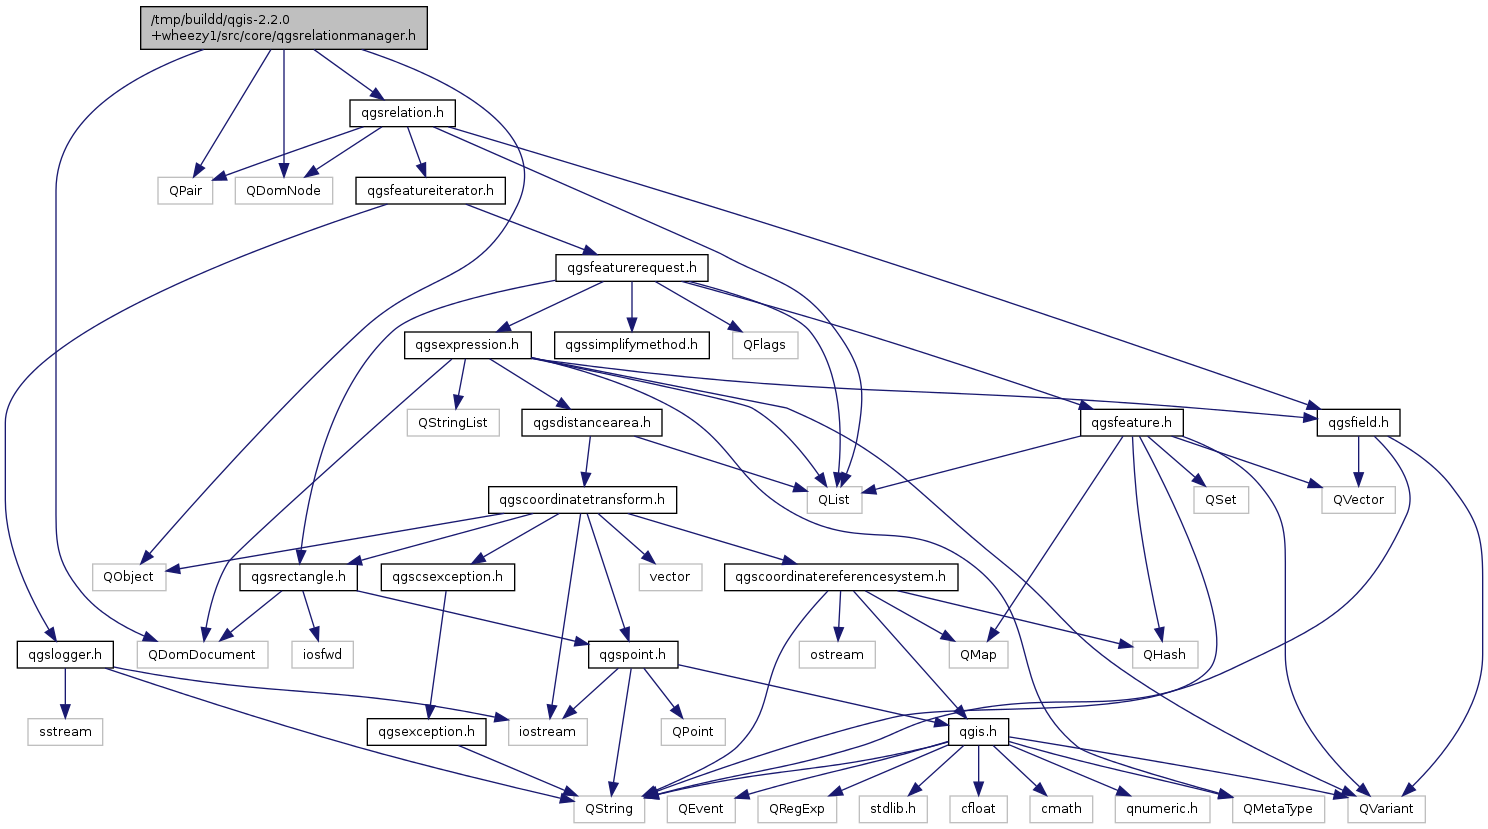 /tmp/buildd/qgis-2.2.0
+wheezy1/src/core/qgsrelationmanager.h
qgsrelation.h
QPair
QDomNode
qgsfeatureiterator.h
qgsfeaturerequest.h
qgsexpression.h
qgssimplifymethod.h
QFlags
QStringList
qgsdistancearea.h
qgsfeature.h
qgsfield.h
qgscoordinatetransform.h
QList
QSet
QVector
QObject
qgsrectangle.h
qgscsexception.h
vector
qgscoordinatereferencesystem.h
qgslogger.h
QDomDocument
iosfwd
qgspoint.h
ostream
QMap
QHash
sstream
qgsexception.h
iostream
QPoint
qgis.h
QString
QEvent
QRegExp
stdlib.h
cfloat
cmath
qnumeric.h
QMetaType
QVariant